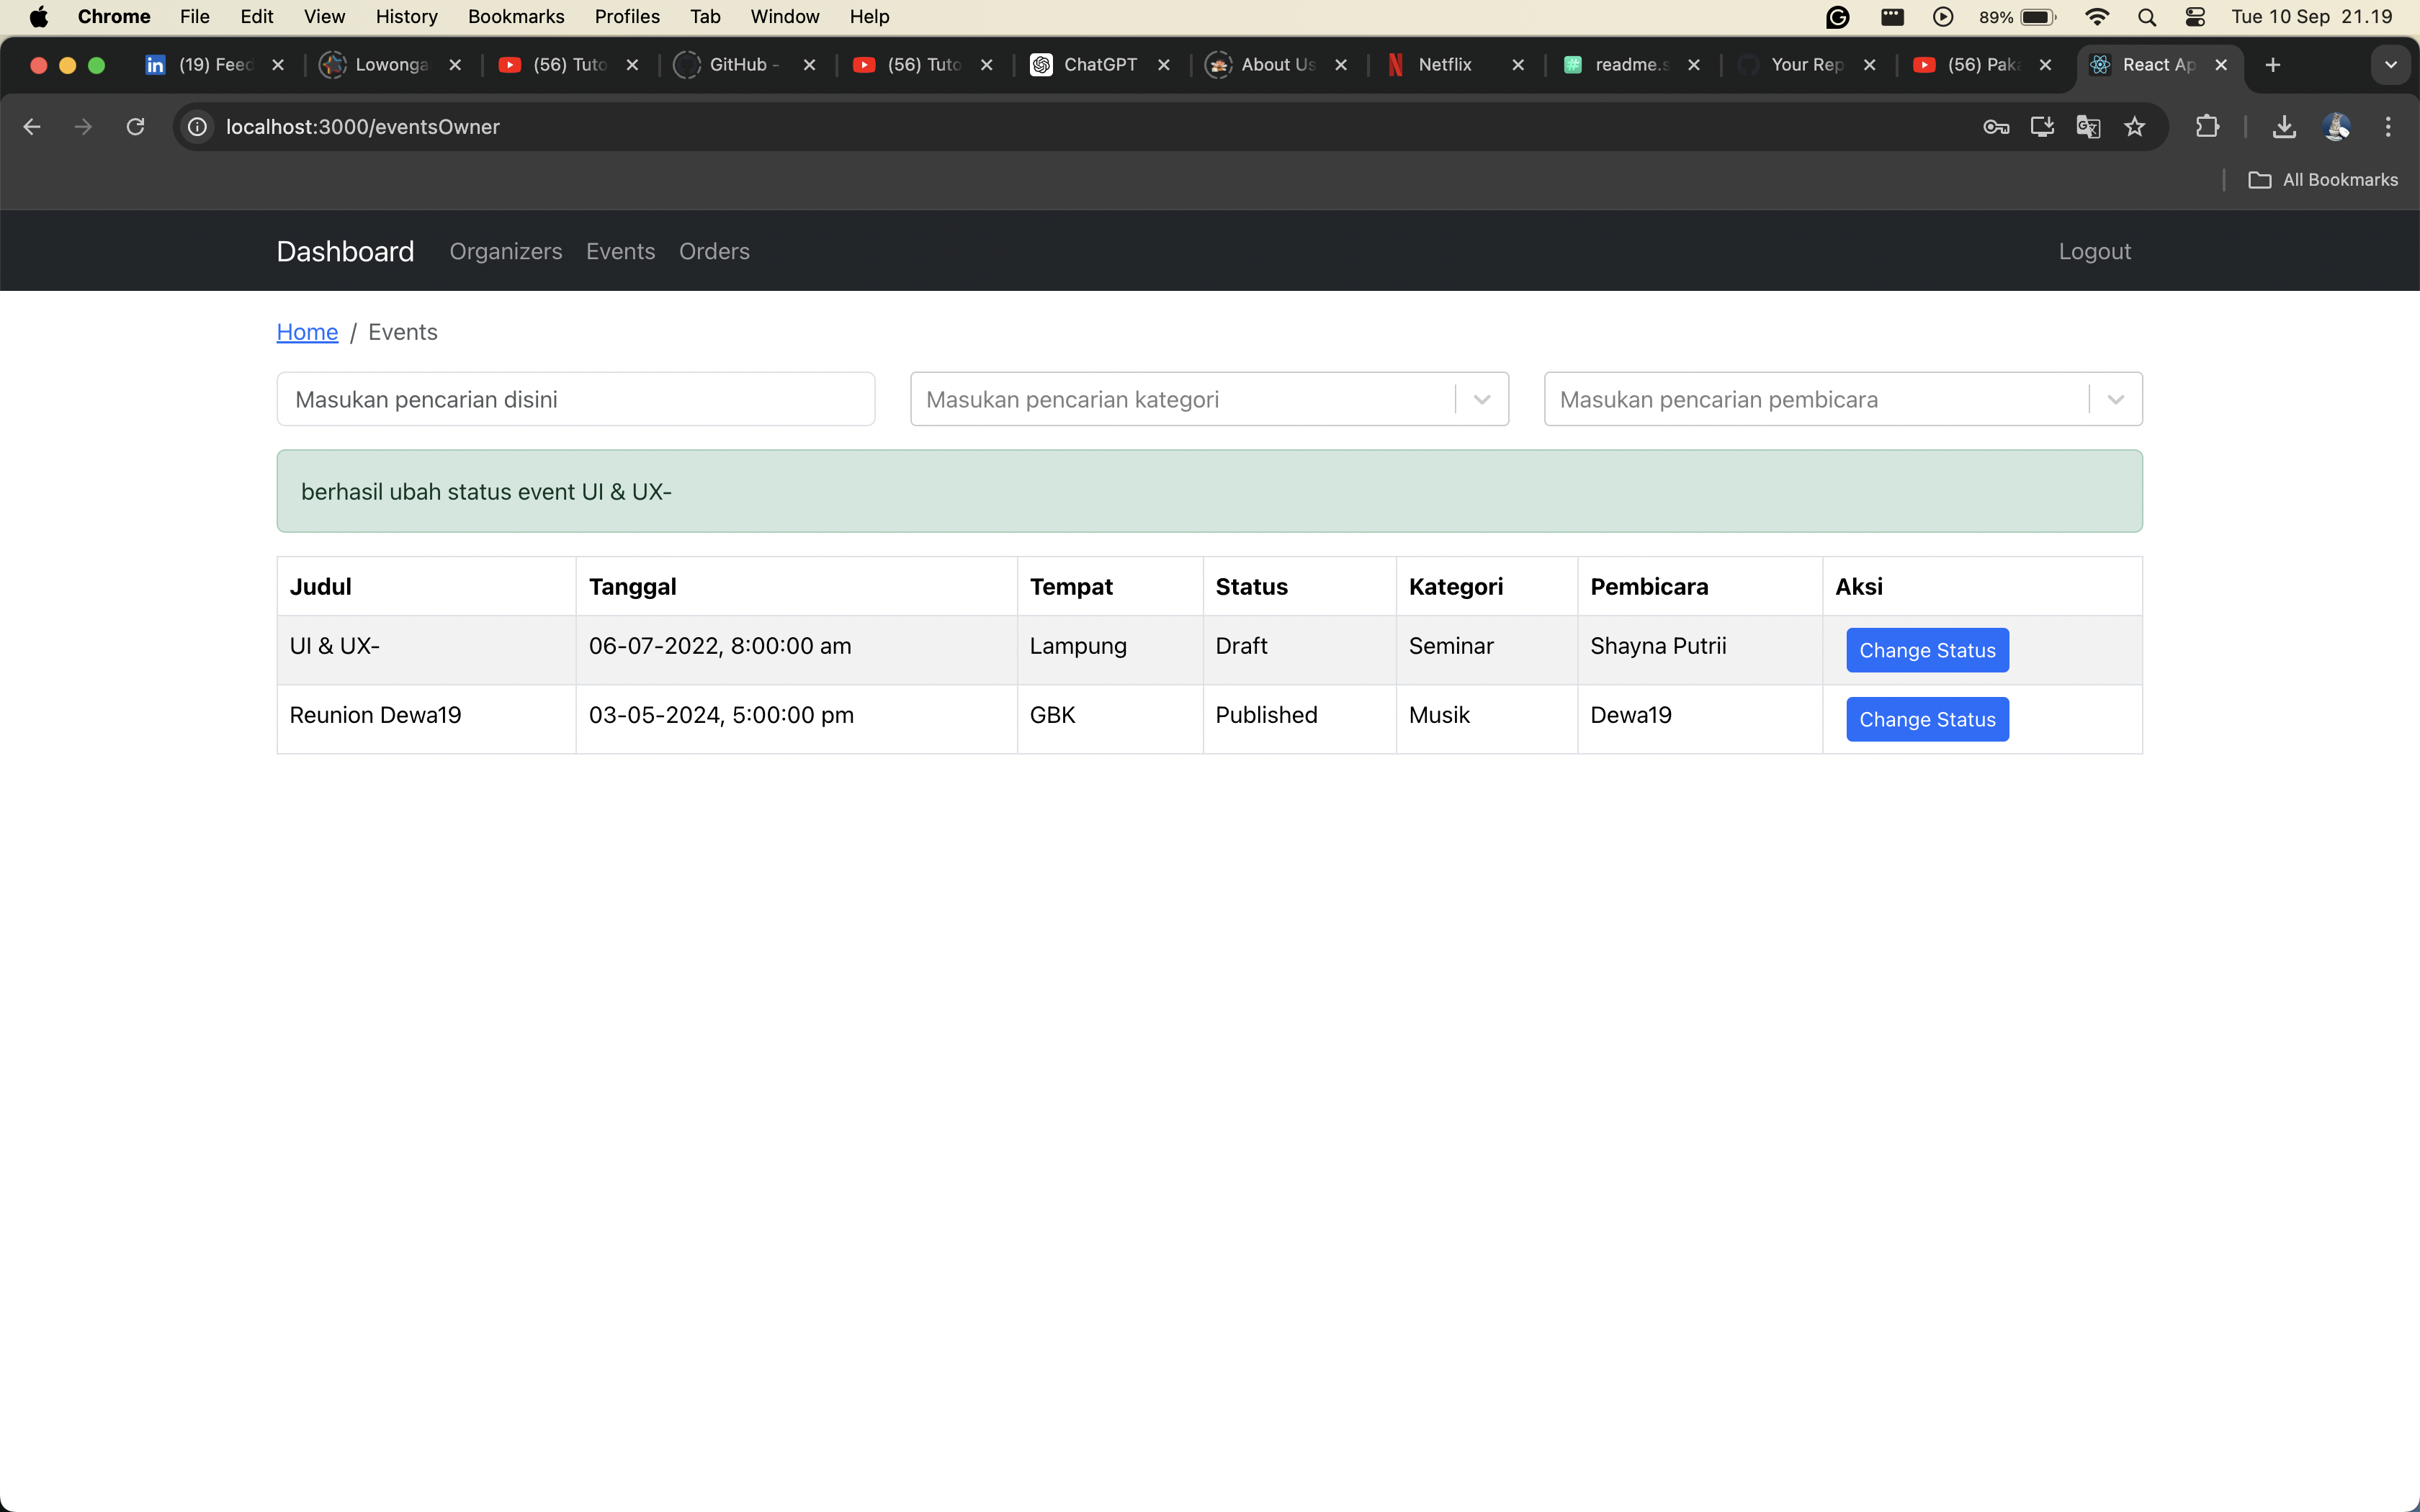 Chrome File Edit View History Bookmarks Profiles Tab Window Help 89% Tue 10 Sep 21.19
(19) Feed Lowonga (56) Tuto GitHub - (56) Tuto ChatGPT About Us Netflix readme.s Your Rep (56) Pak React Ap
localhost:3000/eventsOwner
All Bookmarks
Dashboard Organizers Events Orders Logout
Home / Events
Masukan pencarian disini Masukan pencarian kategori Masukan pencarian pembicara
berhasil ubah status event UI & UX-
Judul Tanggal Tempat Status Kategori Pembicara Aksi
UI & UX- 06-07-2022, 8:00:00 am Lampung Draft Seminar Shayna Putrii Change Status
Reunion Dewa19 03-05-2024, 5:00:00 pm GBK Published Musik Dewa19 Change Status